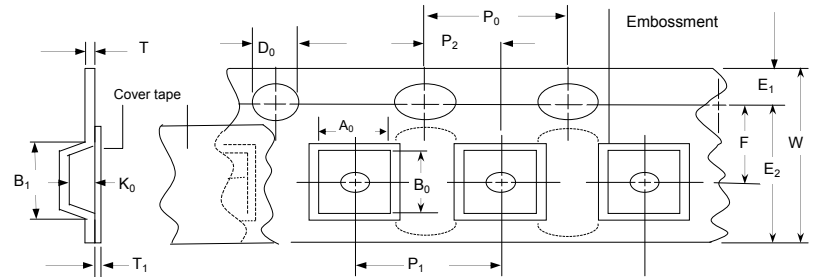 P0
Embossment
T
D0
P2
Cover tape
E1
A0
F
W
B1
K0
B0
E2
T1
P1